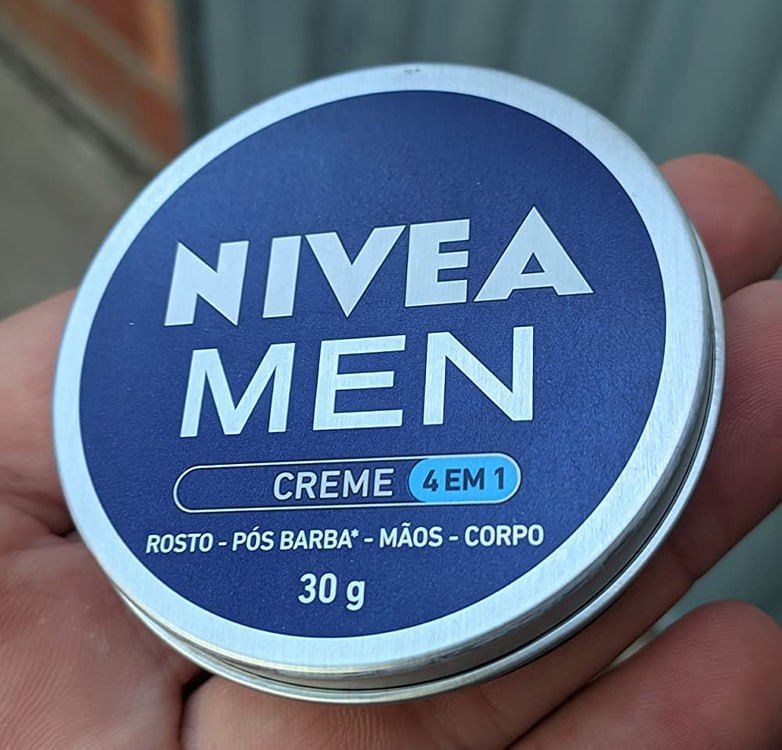 NIVEA
MEN
CREME 4 EM 1
ROSTO - PÓS BARBA* - MÃOS - CORPO
30 g